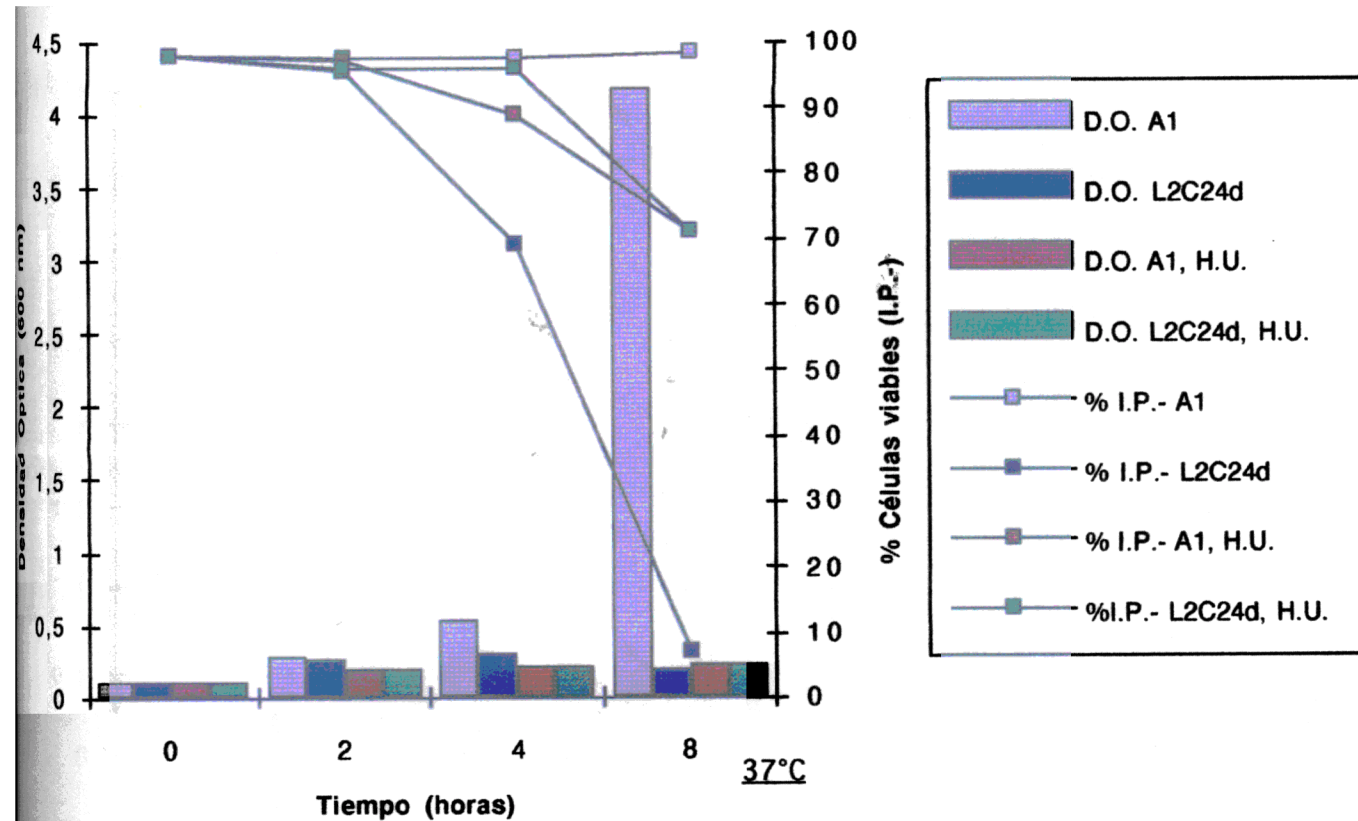 4,5
4
3,5
3
2,5
2
1,5
1
0,5
0
Densidad Optica (600 nm)
100
90
80
70
60
50
40
30
20
10
0
% Células viables (I.P.-)
0 2 4 8
37°C
Tiempo (horas)
D.O. A1
D.O. L2C24d
D.O. A1, H.U.
D.O. L2C24d, H.U.
% I.P.- A1
% I.P.- L2C24d
% I.P.- A1, H.U.
%I.P.- L2C24d, H.U.